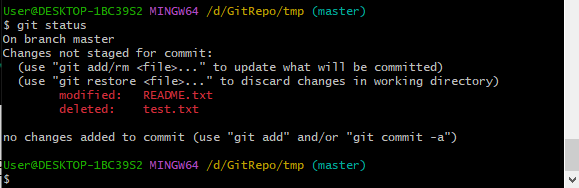 User@DESKTOP-1BC39S2 MINGW64 /d/GitRepo/tmp (master)
$ git status
On branch master
Changes not staged for commit:
  (use "git add/rm <file>..." to update what will be committed)
  (use "git restore <file>..." to discard changes in working directory)
        modified:   README.txt
        deleted:    test.txt

no changes added to commit (use "git add" and/or "git commit -a")

User@DESKTOP-1BC39S2 MINGW64 /d/GitRepo/tmp (master)
$